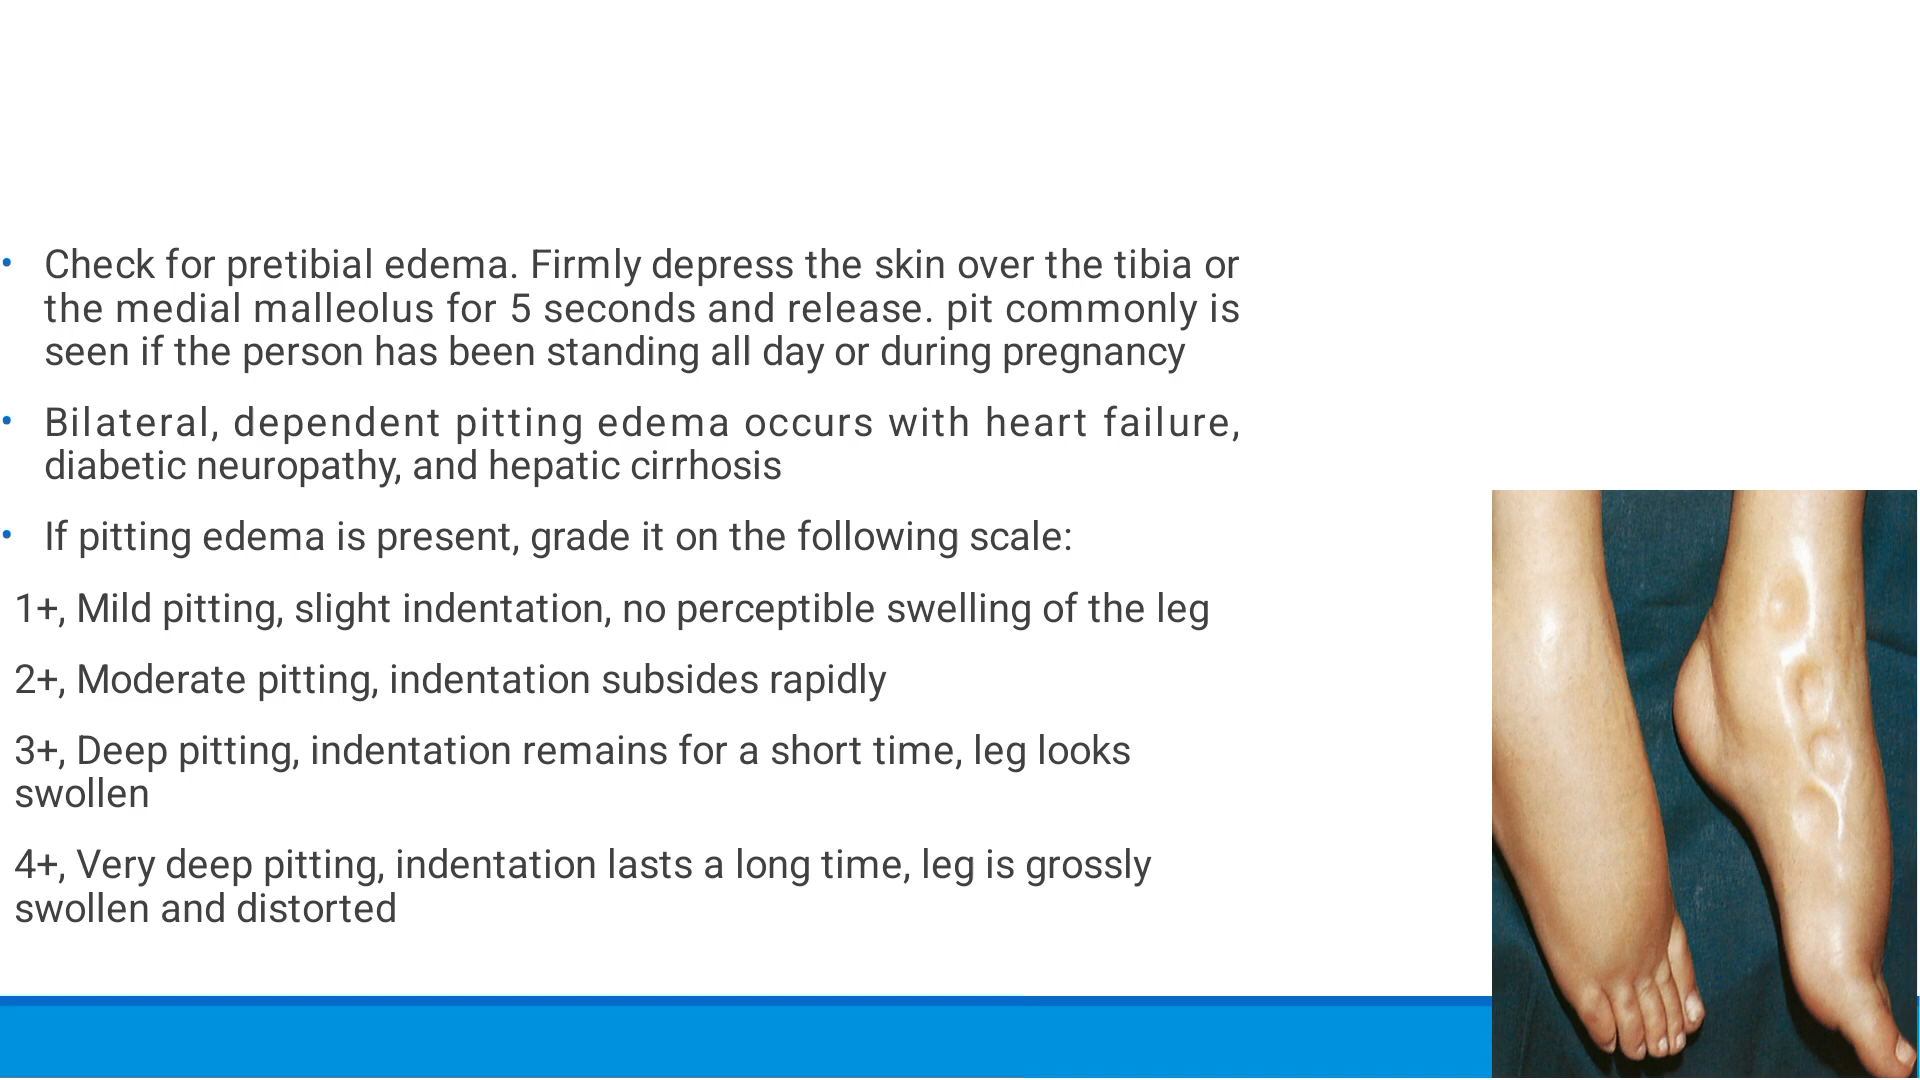 • Check for pretibial edema. Firmly depress the skin over the tibia or
the medial malleolus for 5 seconds and release. pit commonly is
seen if the person has been standing all day or during pregnancy
• Bilateral, dependent pitting edema occurs with heart failure,
diabetic neuropathy, and hepatic cirrhosis
• If pitting edema is present, grade it on the following scale:
1+, Mild pitting, slight indentation, no perceptible swelling of the leg
2+, Moderate pitting, indentation subsides rapidly
3+, Deep pitting, indentation remains for a short time, leg looks
swollen
4+, Very deep pitting, indentation lasts a long time, leg is grossly
swollen and distorted